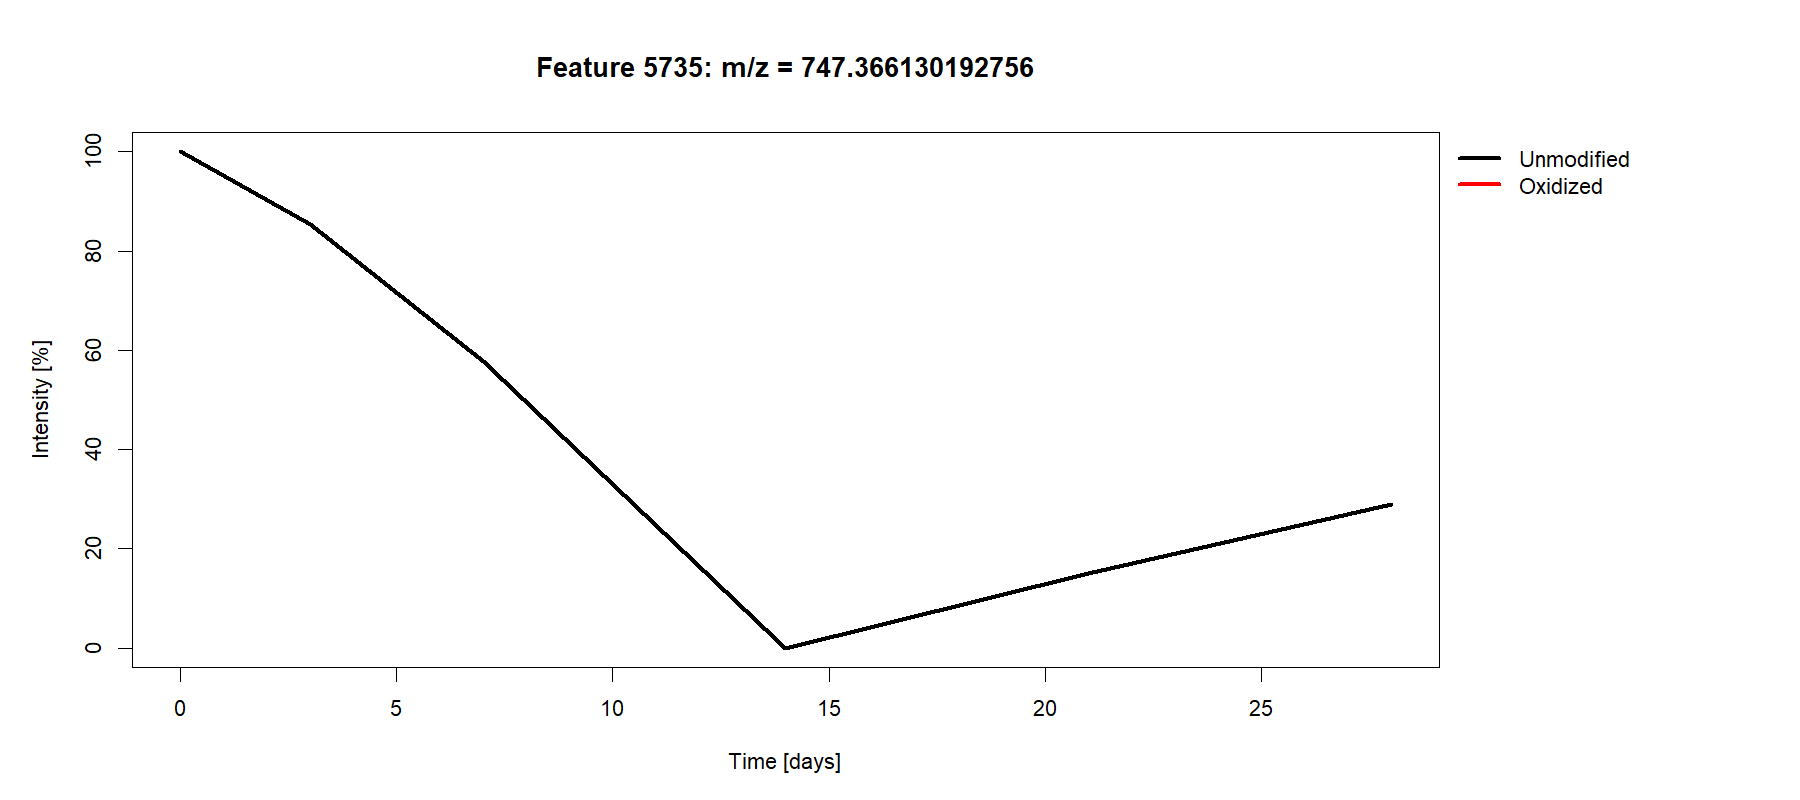 Feature 5735: m/z = 747.366130192756
Unmodified
Oxidized
Intensity [%]
100
80
60
40
20
0
0 5 10 15 20 25
Time [days]